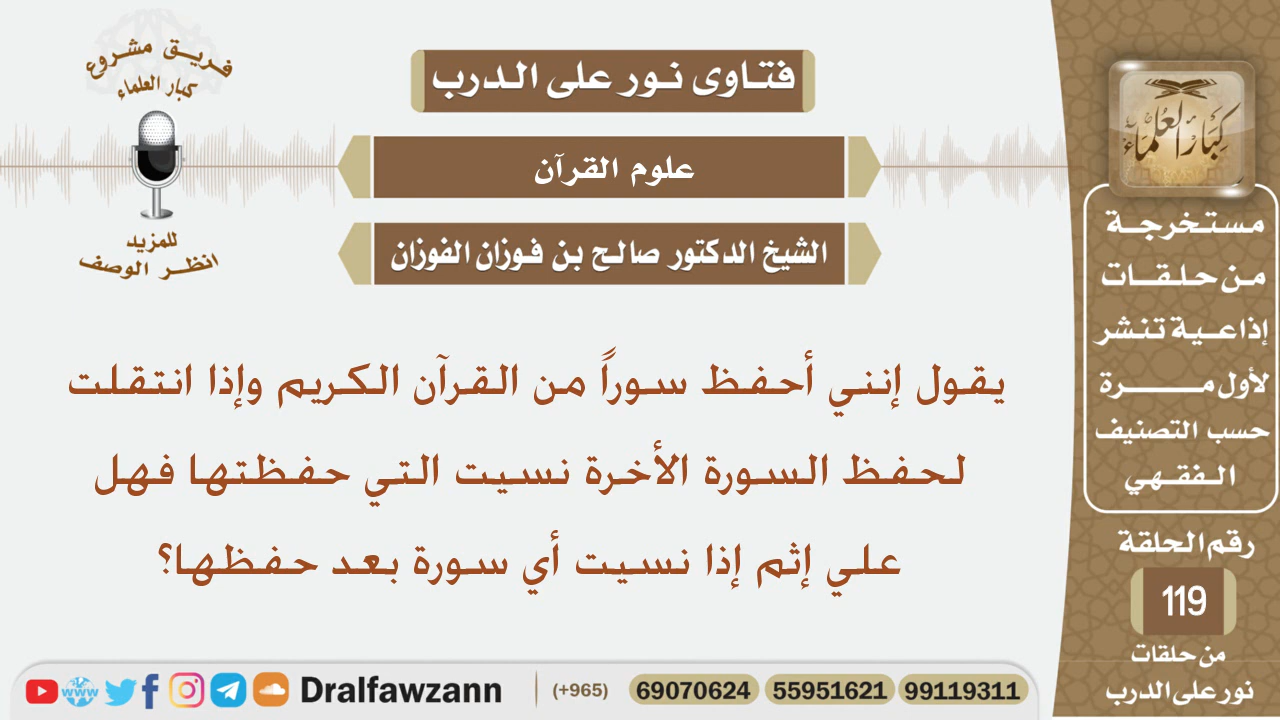 فريق مشروع
كبار العلماء
للمزيد
انظر الوصف
فتاوى نور على الدرب
علوم القرآن
الشيخ الدكتور صالح بن فوزان الفوزان
يقول إنني أحفظ سوراً من القرآن الكريم وإذا انتقلت
لحفظ السورة الأخرة نسيت التي حفظتها فهل
علي إثم إذا نسيت أي سورة بعد حفظها؟
كبار العلماء
مستخرجة
من حلقات
إذاعية تنشر
لأول مرة
حسب التصنيف
الفقهي
رقم الحلقة
119
من حلقات
نور على الدرب
www
Dralfawzann
(+965) 69070624 55951621 99119311